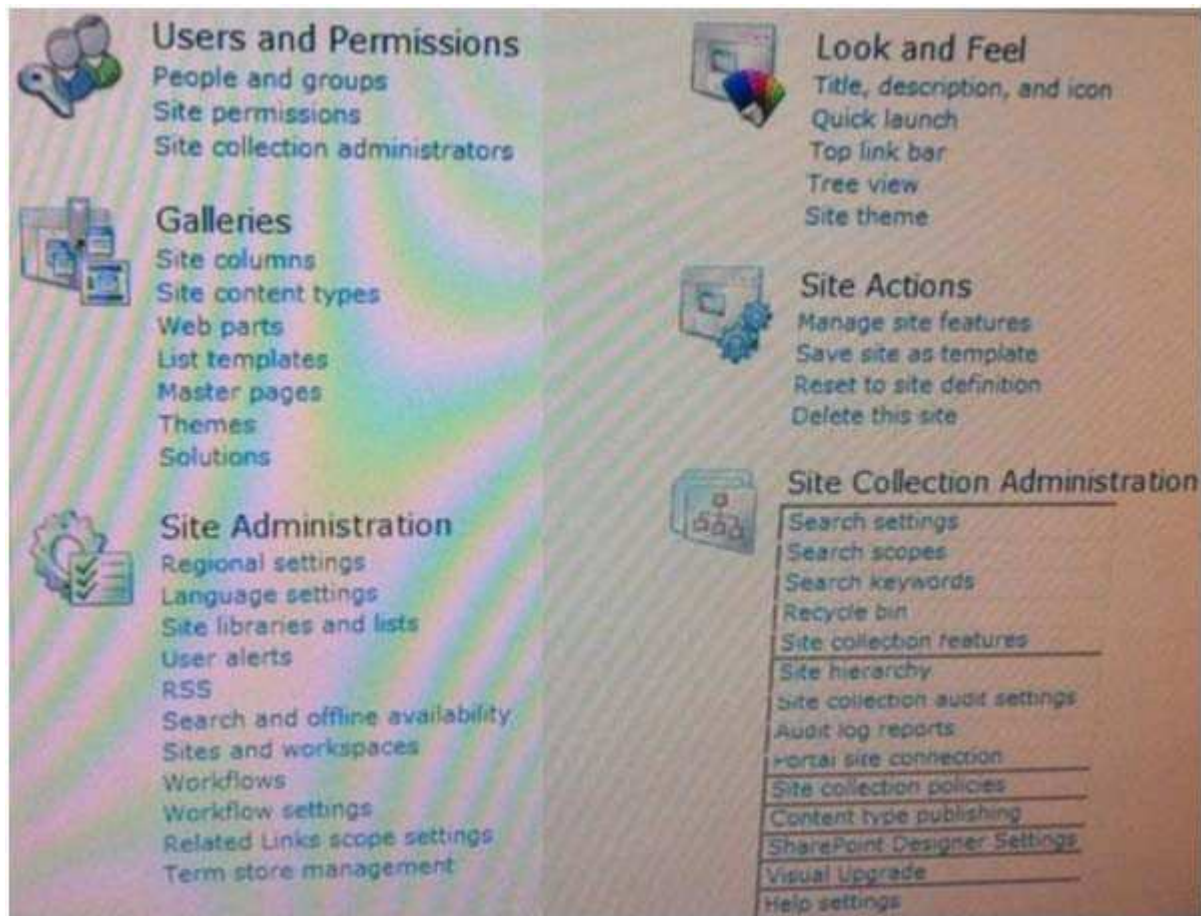 Users and Permissions
People and groups
Site permissions
Site collection administrators
Galleries
Site columns
Site content types
Web parts
List templates
Master pages
Themes
Solutions
Site Administration
Regional settings
Language settings
Site libraries and lists
User alerts
RSS
Search and offline availability
Sites and workspaces
Workflows
Workflow settings
Related Links scope settings
Term store management
Look and Feel
Title, description, and icon
Quick launch
Top link bar
Tree view
Site theme
Site Actions
Manage site features
Save site as template
Reset to site definition
Delete this site
Site Collection Administration
Search settings
Search scopes
Search keywords
Recycle bin
Site collection features
Site hierarchy
Site collection audit settings
Audit log reports
Portal site connection
Site collection policies
Content type publishing
SharePoint Designer Settings
Visual Upgrade
Help settings